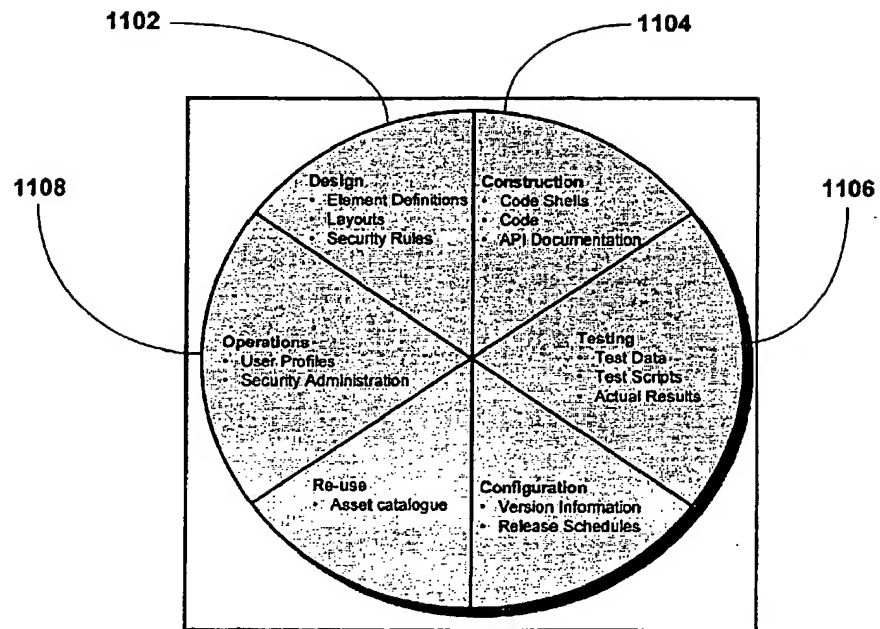 1102
1104
1108
1106
Design
• Element Definitions
• Layouts
• Security Rules
Construction
• Code Shells
• Code
• API Documentation
Operations
• User Profiles
• Security Administration
Testing
• Test Data
• Test Scripts
• Actual Results
Re-use
• Asset catalogue
Configuration
• Version Information
• Release Schedules